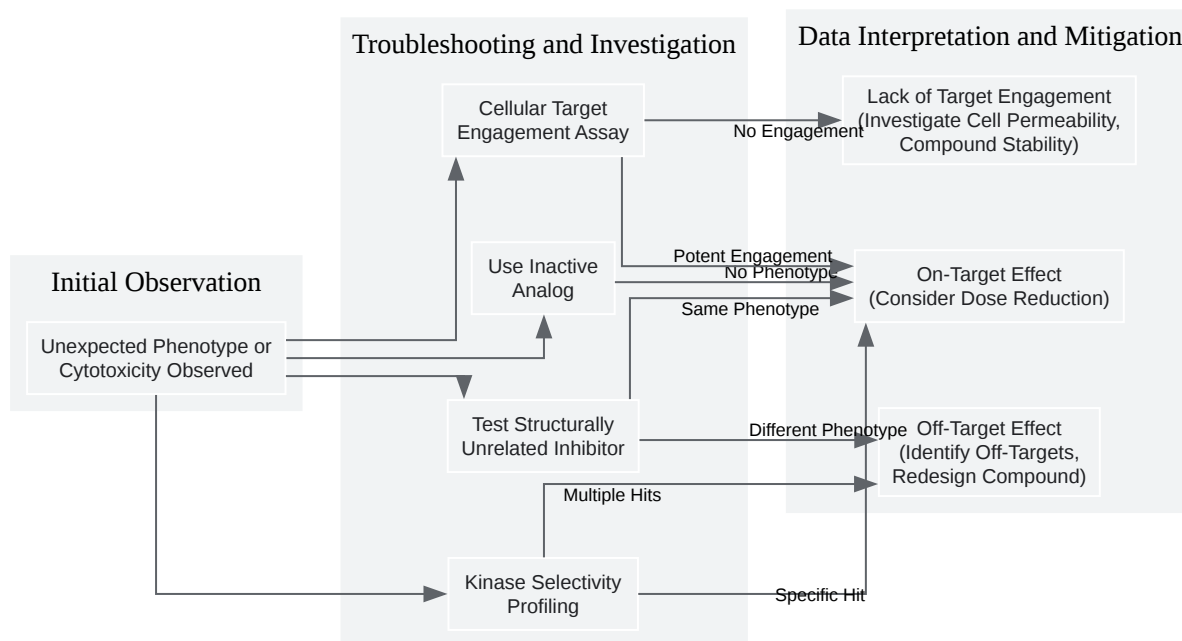 Initial Observation
Unexpected Phenotype or
Cytotoxicity Observed
Troubleshooting and Investigation
Cellular Target
Engagement Assay
Use Inactive
Analog
Test Structurally
Unrelated Inhibitor
Kinase Selectivity
Profiling
No Engagement
Potent Engagement
No Phenotype
Same Phenotype
Different Phenotype
Multiple Hits
Specific Hit
Data Interpretation and Mitigation
Lack of Target Engagement
(Investigate Cell Permeability,
Compound Stability)
On-Target Effect
(Consider Dose Reduction)
Off-Target Effect
(Identify Off-Targets,
Redesign Compound)